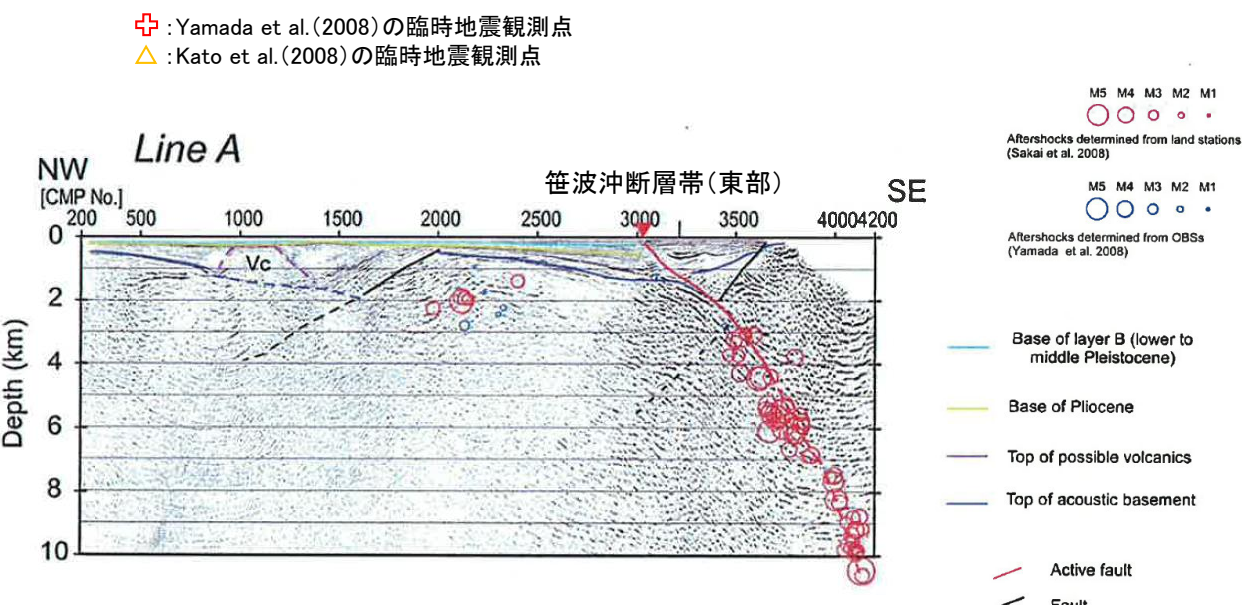 :Yamada et al.(2008)の臨時地震観測点
:Kato et al.(2008)の臨時地震観測点
M5 M4 M3 M2 M1
Aftershocks determined from land stations
(Sakai et al. 2008)
Line A
NW
[CMP No.]
笹波沖断層帯(東部)
SE
200 500 1000 1500 2000 2500 3000 3500 4000 4200
M5 M4 M3 M2 M1
Aftershocks determined from OBSs
(Yamada et al. 2008)
0
Vc
2
4
6
8
10
Depth (km)
Base of layer B (lower to
middle Pleistocene)
Base of Pliocene
Top of possible volcanics
Top of acoustic basement
Active fault
Fault